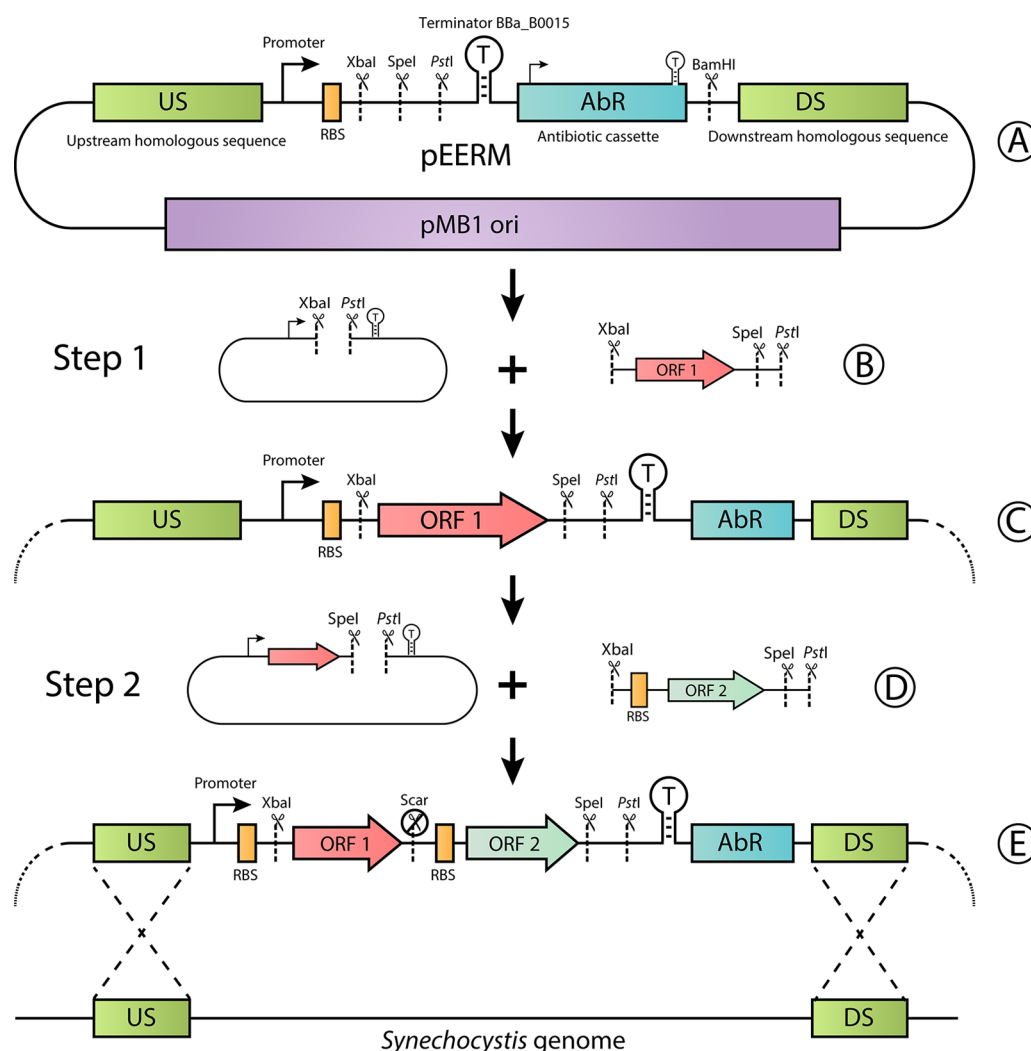 Terminator BBa_B0015
Promoter
XbaI
SpeI
PstI
T
T
BamHI
US
AbR
DS
RBS
Upstream homologous sequence
Antibiotic cassette
Downstream homologous sequence
pEERM
A
pMB1 ori
Step 1
XbaI
PstI
T
+
XbaI
SpeI
PstI
ORF 1
B
Promoter
XbaI
SpeI
PstI
T
US
ORF 1
AbR
DS
RBS
C
Step 2
SpeI
PstI
T
+
XbaI
SpeI
PstI
ORF 2
RBS
D
Promoter
XbaI
Scar
SpeI
PstI
T
US
ORF 1
ORF 2
AbR
DS
RBS
RBS
E
US
DS
Synechocystis genome